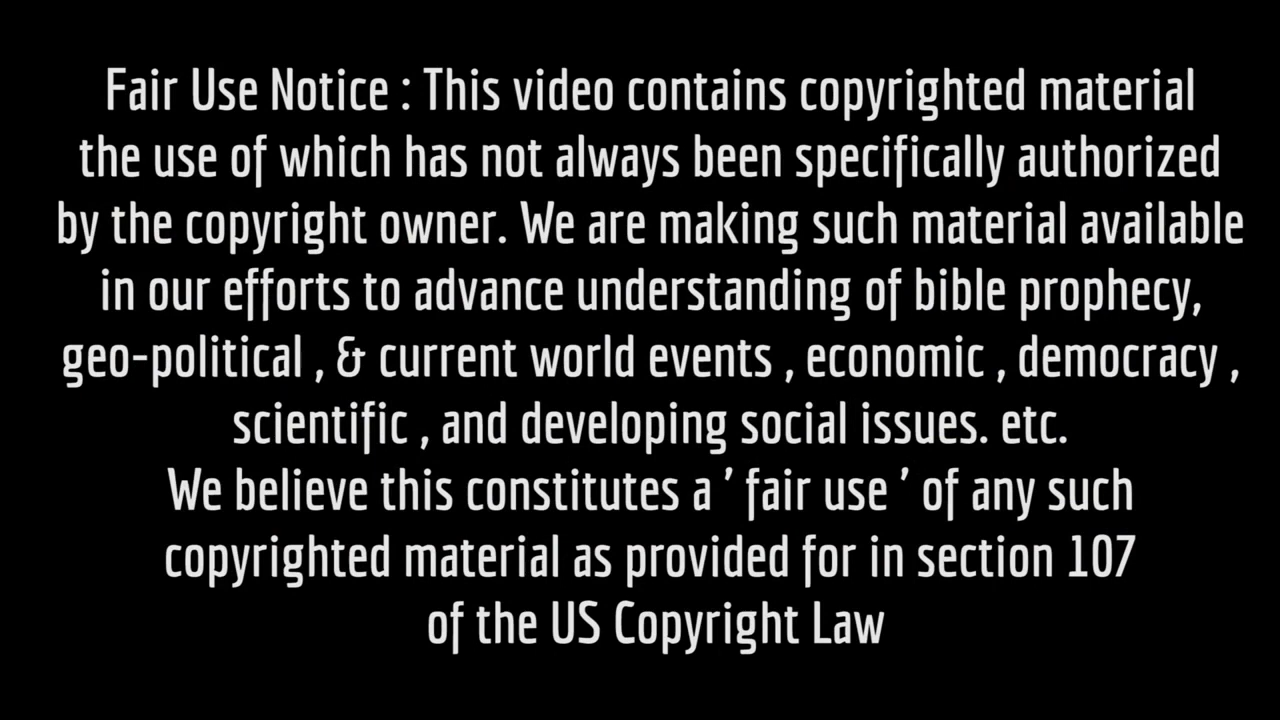 Fair Use Notice : This video contains copyrighted material
the use of which has not always been specifically authorized
by the copyright owner. We are making such material available
in our efforts to advance understanding of bible prophecy,
geo-political , & current world events , economic , democracy ,
scientific , and developing social issues. etc.
We believe this constitutes a ' fair use ' of any such
copyrighted material as provided for in section 107
of the US Copyright Law